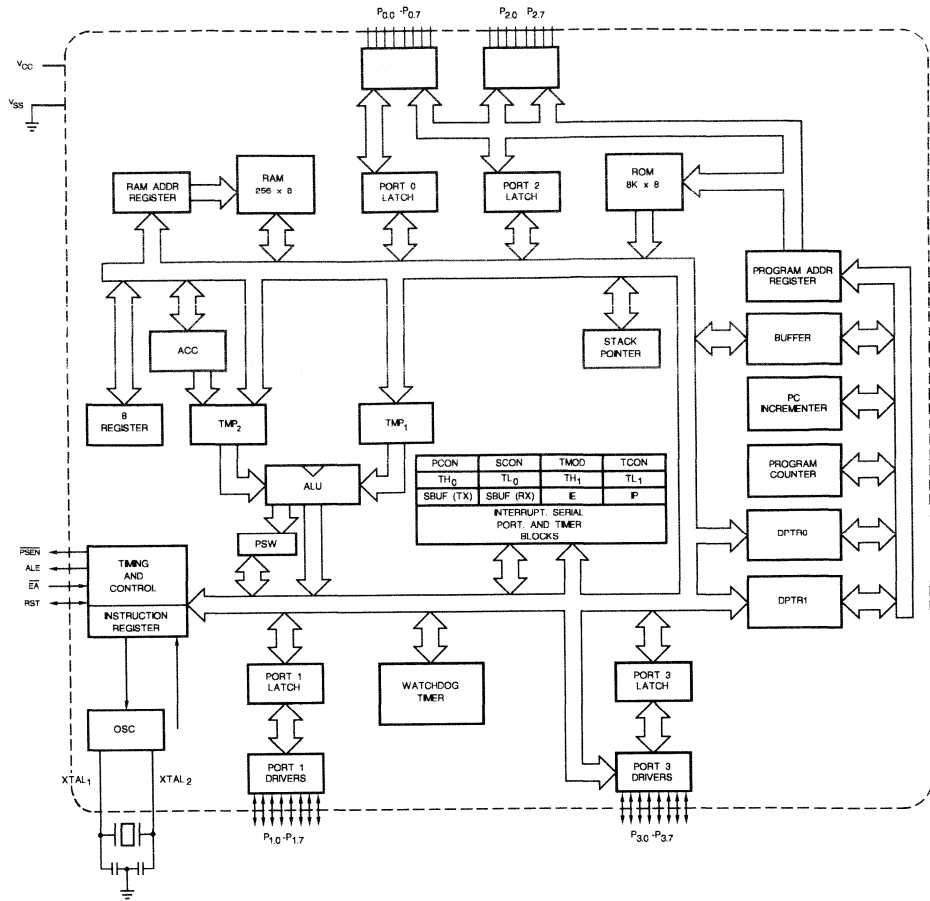 P0.0 -P0.7
P2.0 P2.7
VCC
VSS
RAM ADDR
REGISTER
RAM
256 x 8
PORT 0
LATCH
PORT 2
LATCH
ROM
8K x 8
PROGRAM ADDR
REGISTER
BUFFER
STACK
POINTER
ACC
PC
INCREMENTER
B
REGISTER
TMP2
TMP1
PROGRAM
COUNTER
PCON SCON TMOD TCON
TH0 TL0 TH1 TL1
SBUF (TX) SBUF (RX) IE IP
INTERRUPT. SERIAL
PORT. AND TIMER
BLOCKS
ALU
PSW
DPTR0
DPTR1
PSEN
ALE
EA
RST
TIMING
AND
CONTROL
INSTRUCTION
REGISTER
PORT 1
LATCH
WATCHDOG
TIMER
PORT 3
LATCH
OSC
PORT 1
DRIVERS
PORT 3
DRIVERS
XTAL1
XTAL2
P1.0 -P1.7
P3.0 -P3.7